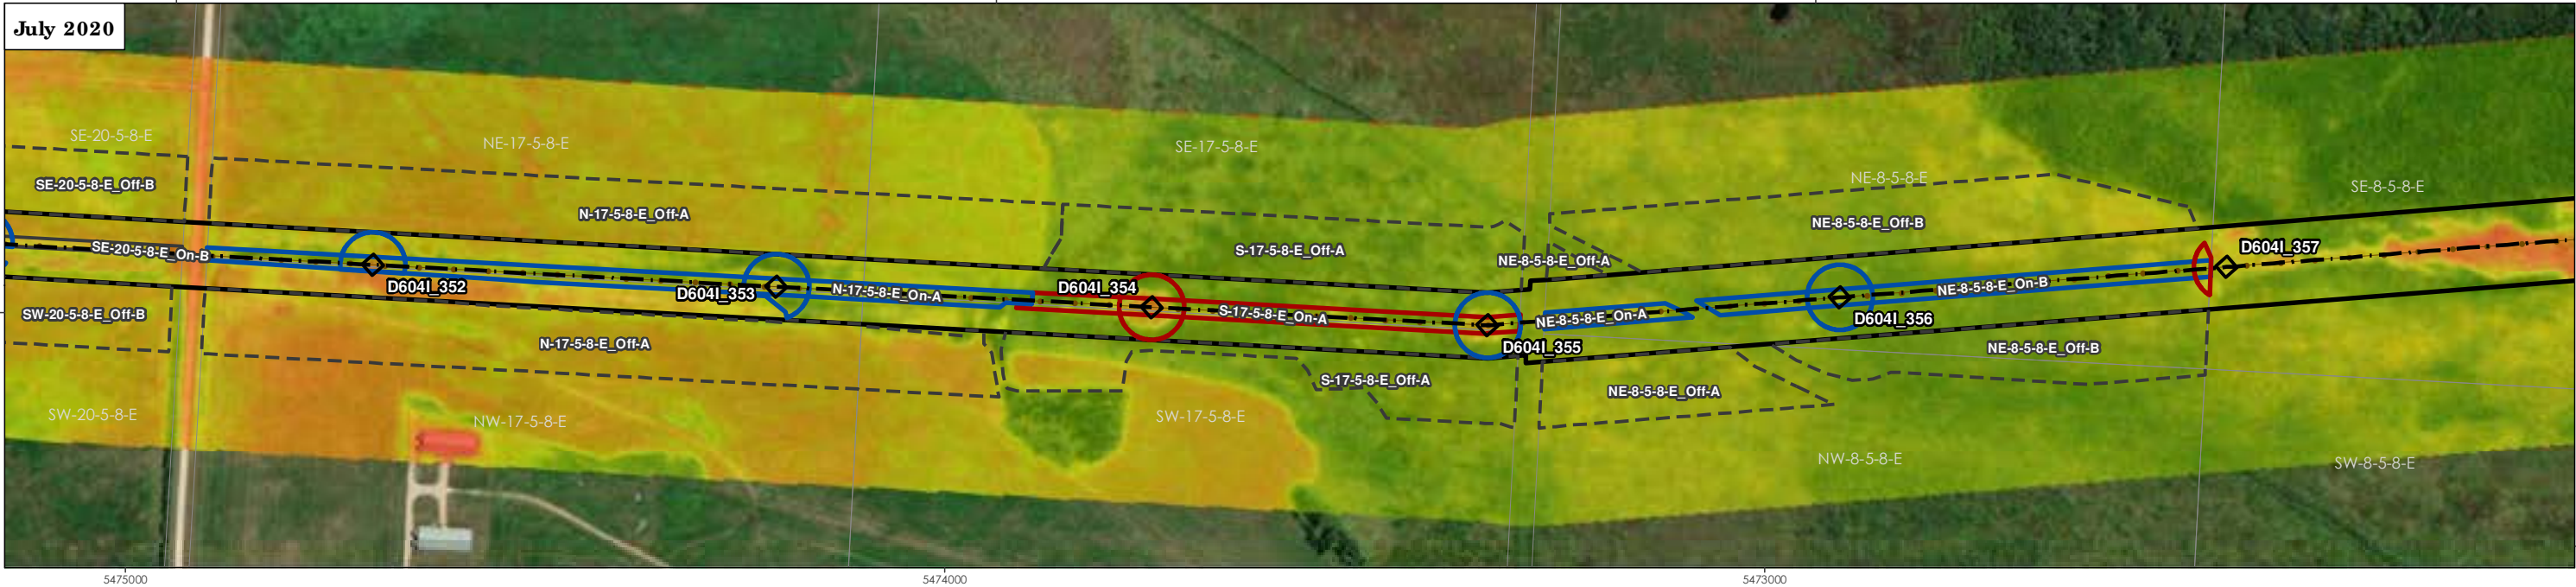 July 2020
SE-20-5-8-E
NE-17-5-8-E
SE-17-5-8-E
NE-8-5-8-E
SE-8-5-8-E
SE-20-5-8-E_Off-B
N-17-5-8-E_Off-A
S-17-5-8-E_Off-A
NE-8-5-8-E_Off-A
NE-8-5-8-E_Off-B
SE-20-5-8-E_On-B
D604I_352
D604I_353
N-17-5-8-E_On-A
D604I_354
S-17-5-8-E_On-A
D604I_355
NE-8-5-8-E_On-A
D604I_356
NE-8-5-8-E_On-B
D604I_357
SW-20-5-8-E_Off-B
N-17-5-8-E_Off-A
S-17-5-8-E_Off-A
NE-8-5-8-E_Off-A
NE-8-5-8-E_Off-B
SW-20-5-8-E
NW-17-5-8-E
SW-17-5-8-E
NW-8-5-8-E
SW-8-5-8-E
5475000
5474000
5473000